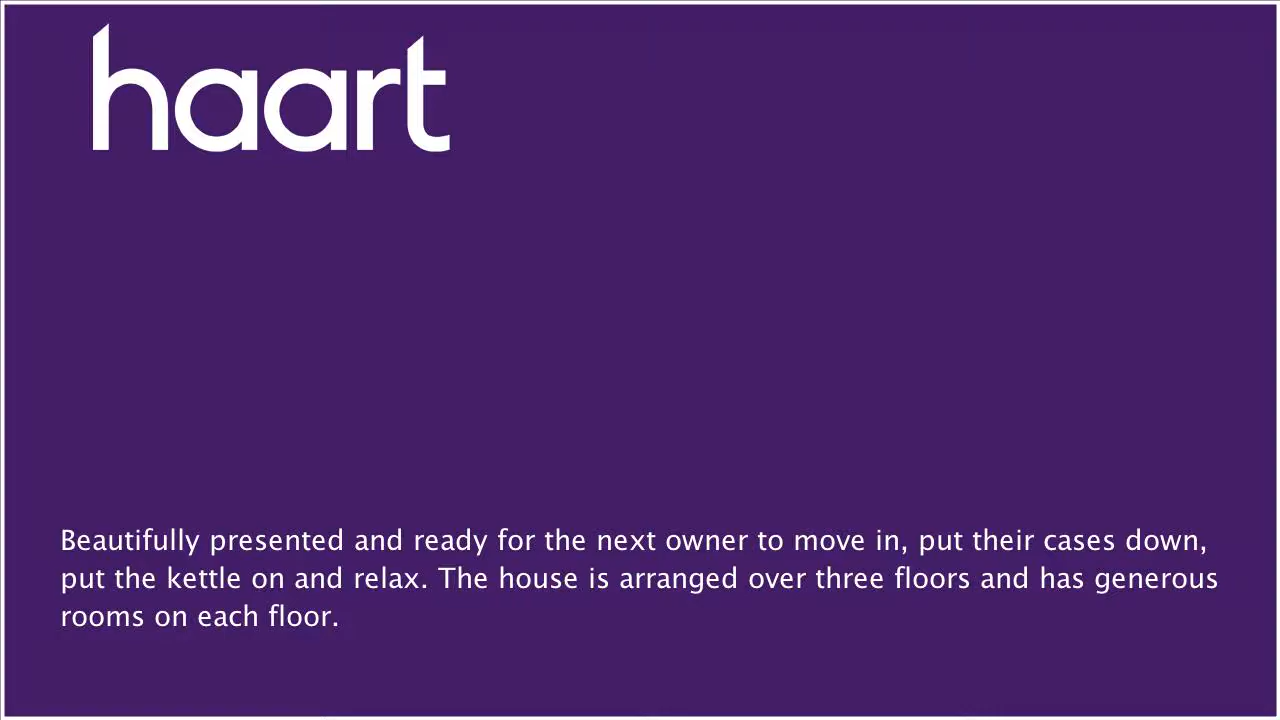 haart
Beautifully presented and ready for the next owner to move in, put their cases down,
put the kettle on and relax. The house is arranged over three floors and has generous
rooms on each floor.